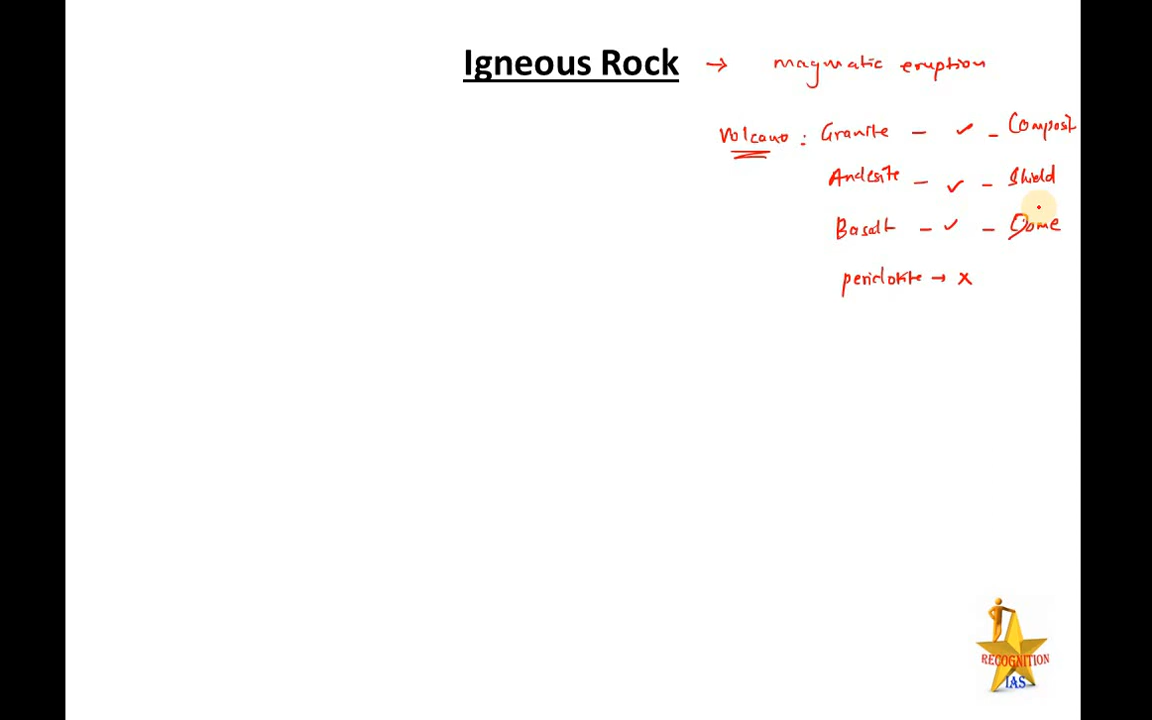 Igneous Rock → magmatic eruption
Volcano : Granite - ✓ - Composit
Andesite - ✓ - Shield
Basalt - ✓ - Dome
peridotite → x
RECOGNITION
IAS